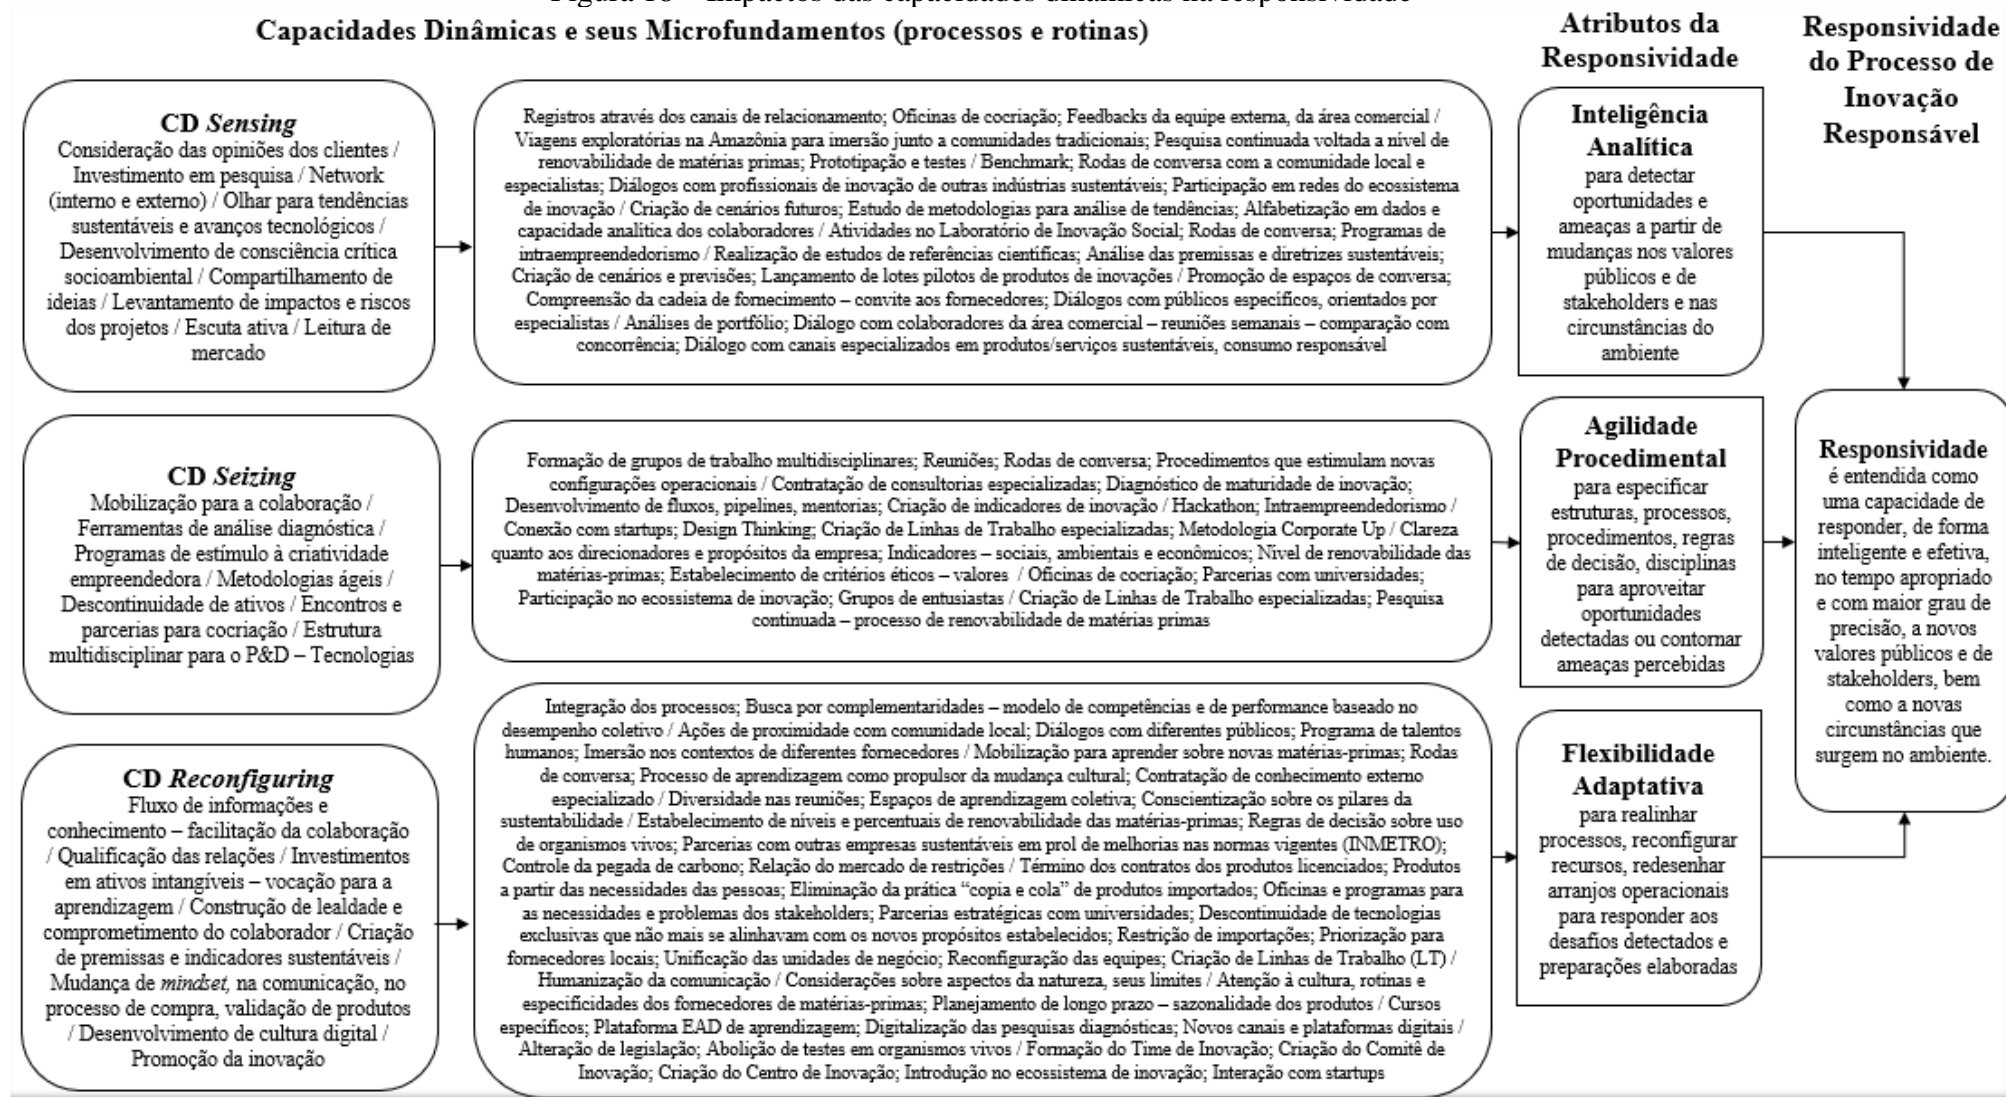 Figura 18 – Impactos das capacidades dinâmicas na responsividade
Capacidades Dinâmicas e seus Microfundamentos (processos e rotinas)
Atributos da
Responsividade
Responsividade
do Processo de
Inovação
Responsável
CD Sensing
Consideração das opiniões dos clientes /
Investimento em pesquisa / Network
(interno e externo) / Olhar para tendências
sustentáveis e avanços tecnológicos /
Desenvolvimento de consciência crítica
socioambiental / Compartilhamento de
ideias / Levantamento de impactos e riscos
dos projetos / Escuta ativa / Leitura de
mercado
Registros através dos canais de relacionamento; Oficinas de cocriação; Feedbacks da equipe externa, da área comercial /
Viagens exploratórias na Amazônia para imersão junto a comunidades tradicionais; Pesquisa continuada voltada a nível de
renovabilidade de matérias primas; Prototipação e testes / Benchmark; Rodas de conversa com a comunidade local e
especialistas; Diálogos com profissionais de inovação de outras indústrias sustentáveis; Participação em redes do ecossistema
de inovação / Criação de cenários futuros; Estudo de metodologias para análise de tendências; Alfabetização em dados e
capacidade analítica dos colaboradores / Atividades no Laboratório de Inovação Social; Rodas de conversa; Programas de
intraempreendedorismo / Realização de estudos de referências científicas; Análise das premissas e diretrizes sustentáveis;
Criação de cenários e previsões; Lançamento de lotes pilotos de produtos de inovações / Promoção de espaços de conversa;
Compreensão da cadeia de fornecimento – convite aos fornecedores; Diálogos com públicos específicos, orientados por
especialistas / Análises de portfólio; Diálogo com colaboradores da área comercial – reuniões semanais – comparação com
concorrência; Diálogo com canais especializados em produtos/serviços sustentáveis, consumo responsável
Inteligência
Analítica
para detectar
oportunidades e
ameaças a partir de
mudanças nos valores
públicos e de
stakeholders e nas
circunstâncias do
ambiente
CD Seizing
Mobilização para a colaboração /
Ferramentas de análise diagnóstica /
Programas de estímulo à criatividade
empreendedora / Metodologias ágeis /
Descontinuidade de ativos / Encontros e
parcerias para cocriação / Estrutura
multidisciplinar para o P&D – Tecnologias
Formação de grupos de trabalho multidisciplinares; Reuniões; Rodas de conversa; Procedimentos que estimulam novas
configurações operacionais / Contratação de consultorias especializadas; Diagnóstico de maturidade de inovação;
Desenvolvimento de fluxos, pipelines, mentorias; Criação de indicadores de inovação / Hackathon; Intraempreendedorismo /
Conexão com startups; Design Thinking; Criação de Linhas de Trabalho especializadas; Metodologia Corporate Up / Clareza
quanto aos direcionadores e propósitos da empresa; Indicadores – sociais, ambientais e econômicos; Nível de renovabilidade das
matérias-primas; Estabelecimento de critérios éticos – valores / Oficinas de cocriação; Parcerias com universidades;
Participação no ecossistema de inovação; Grupos de entusiastas / Criação de Linhas de Trabalho especializadas; Pesquisa
continuada – processo de renovabilidade de matérias primas
Agilidade
Procedimental
para especificar
estruturas, processos,
procedimentos, regras
de decisão, disciplinas
para aproveitar
oportunidades
detectadas ou contornar
ameaças percebidas
Responsividade
é entendida como
uma capacidade de
responder, de forma
inteligente e efetiva,
no tempo apropriado
e com maior grau de
precisão, a novos
valores públicos e de
stakeholders, bem
como a novas
circunstâncias que
surgem no ambiente.
CD Reconfiguring
Fluxo de informações e
conhecimento – facilitação da colaboração
/ Qualificação das relações / Investimentos
em ativos intangíveis – vocação para a
aprendizagem / Construção de lealdade e
comprometimento do colaborador / Criação
de premissas e indicadores sustentáveis /
Mudança de mindset, na comunicação, no
processo de compra, validação de produtos
/ Desenvolvimento de cultura digital /
Promoção da inovação
Integração dos processos; Busca por complementaridades – modelo de competências e de performance baseado no
desempenho coletivo / Ações de proximidade com comunidade local; Diálogos com diferentes públicos; Programa de talentos
humanos; Imersão nos contextos de diferentes fornecedores / Mobilização para aprender sobre novas matérias-primas; Rodas
de conversa; Processo de aprendizagem como propulsor da mudança cultural; Contratação de conhecimento externo
especializado / Diversidade nas reuniões; Espaços de aprendizagem coletiva; Conscientização sobre os pilares da
sustentabilidade / Estabelecimento de níveis e percentuais de renovabilidade das matérias-primas; Regras de decisão sobre uso
de organismos vivos; Parcerias com outras empresas sustentáveis em prol de melhorias nas normas vigentes (INMETRO);
Controle da pegada de carbono; Relação do mercado de restrições / Término dos contratos dos produtos licenciados; Produtos
a partir das necessidades das pessoas; Eliminação da prática “copia e cola” de produtos importados; Oficinas e programas para
as necessidades e problemas dos stakeholders; Parcerias estratégicas com universidades; Descontinuidade de tecnologias
exclusivas que não mais se alinhavam com os novos propósitos estabelecidos; Restrição de importações; Priorização para
fornecedores locais; Unificação das unidades de negócio; Reconfiguração das equipes; Criação de Linhas de Trabalho (LT) /
Humanização da comunicação / Considerações sobre aspectos da natureza, seus limites / Atenção à cultura, rotinas e
especificidades dos fornecedores de matérias-primas; Planejamento de longo prazo – sazonalidade dos produtos / Cursos
específicos; Plataforma EAD de aprendizagem; Digitalização das pesquisas diagnósticas; Novos canais e plataformas digitais /
Alteração de legislação; Abolição de testes em organismos vivos / Formação do Time de Inovação; Criação do Comitê de
Inovação; Criação do Centro de Inovação; Introdução no ecossistema de inovação; Interação com startups
Flexibilidade
Adaptativa
para realinhar
processos, reconfigurar
recursos, redesenhar
arranjos operacionais
para responder aos
desafios detectados e
preparações elaboradas